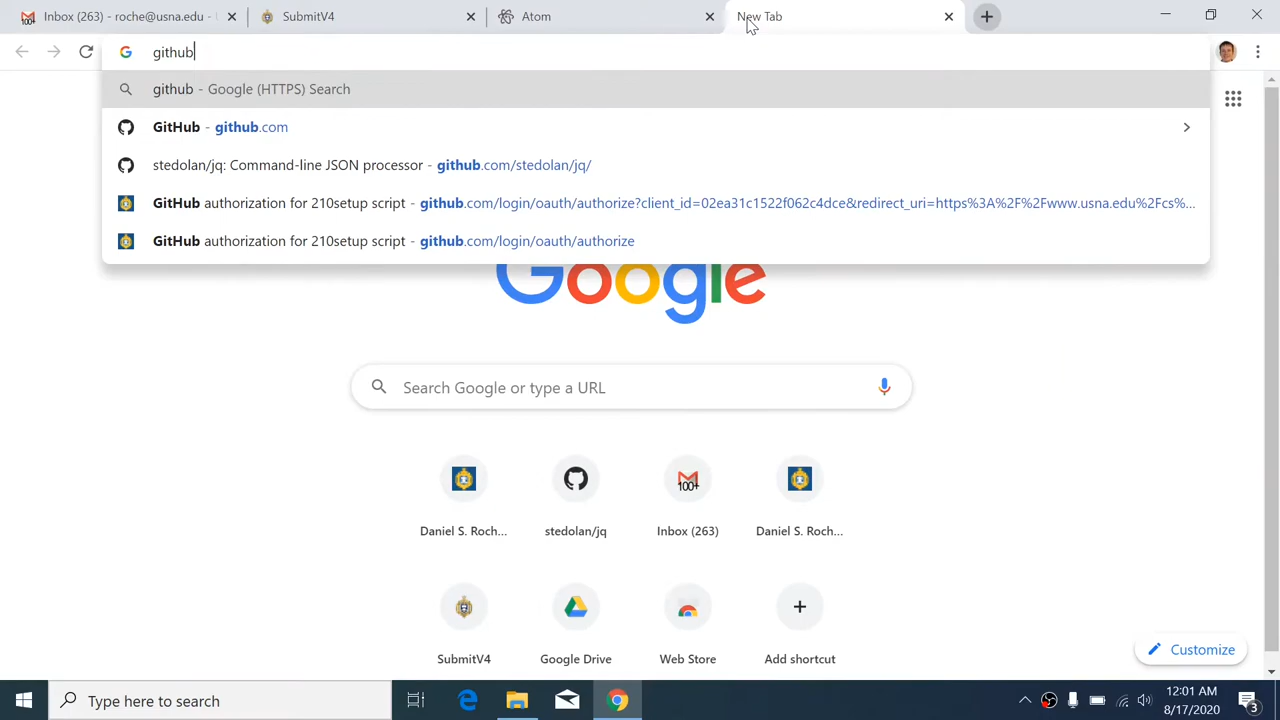 Inbox (263) - roche@usna.edu -
SubmitV4
Atom
New Tab
github
github - Google (HTTPS) Search
GitHub - github.com
stedolan/jq: Command-line JSON processor - github.com/stedolan/jq/
GitHub authorization for 210setup script - github.com/login/oauth/authorize?client_id=02ea31c1522f062c4dce&redirect_uri=https%3A%2F%2Fwww.usna.edu%2Fcs%...
GitHub authorization for 210setup script - github.com/login/oauth/authorize
Google
Search Google or type a URL
100+
Daniel S. Roch...
stedolan/jq
Inbox (263)
Daniel S. Roch...
SubmitV4
Google Drive
Web Store
Add shortcut
Customize
Type here to search
12:01 AM
8/17/2020
3